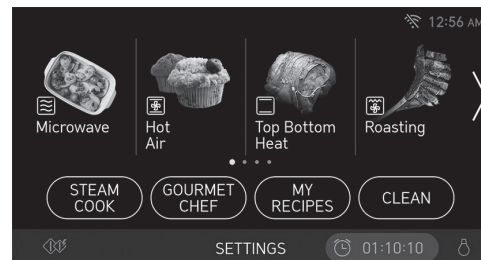 12:56 AM
Microwave
Hot
Air
Top Bottom
Heat
Roasting
STEAM
COOK
GOURMET
CHEF
MY
RECIPES
CLEAN
SETTINGS
01:10:10